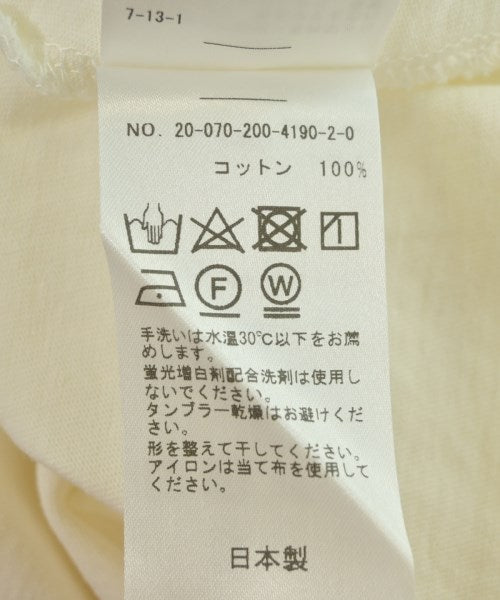 7-13-1
NO. 20-070-200-4190-2-0
コットン 100%
F
W
手洗いは水温30℃以下をお薦
めします。
蛍光増白剤配合洗剤は使用し
ないでください。
タンブラー乾燥はお避けくだ
さい。
形を整えて干してください。
アイロンは当て布を使用して
ください。
日本製